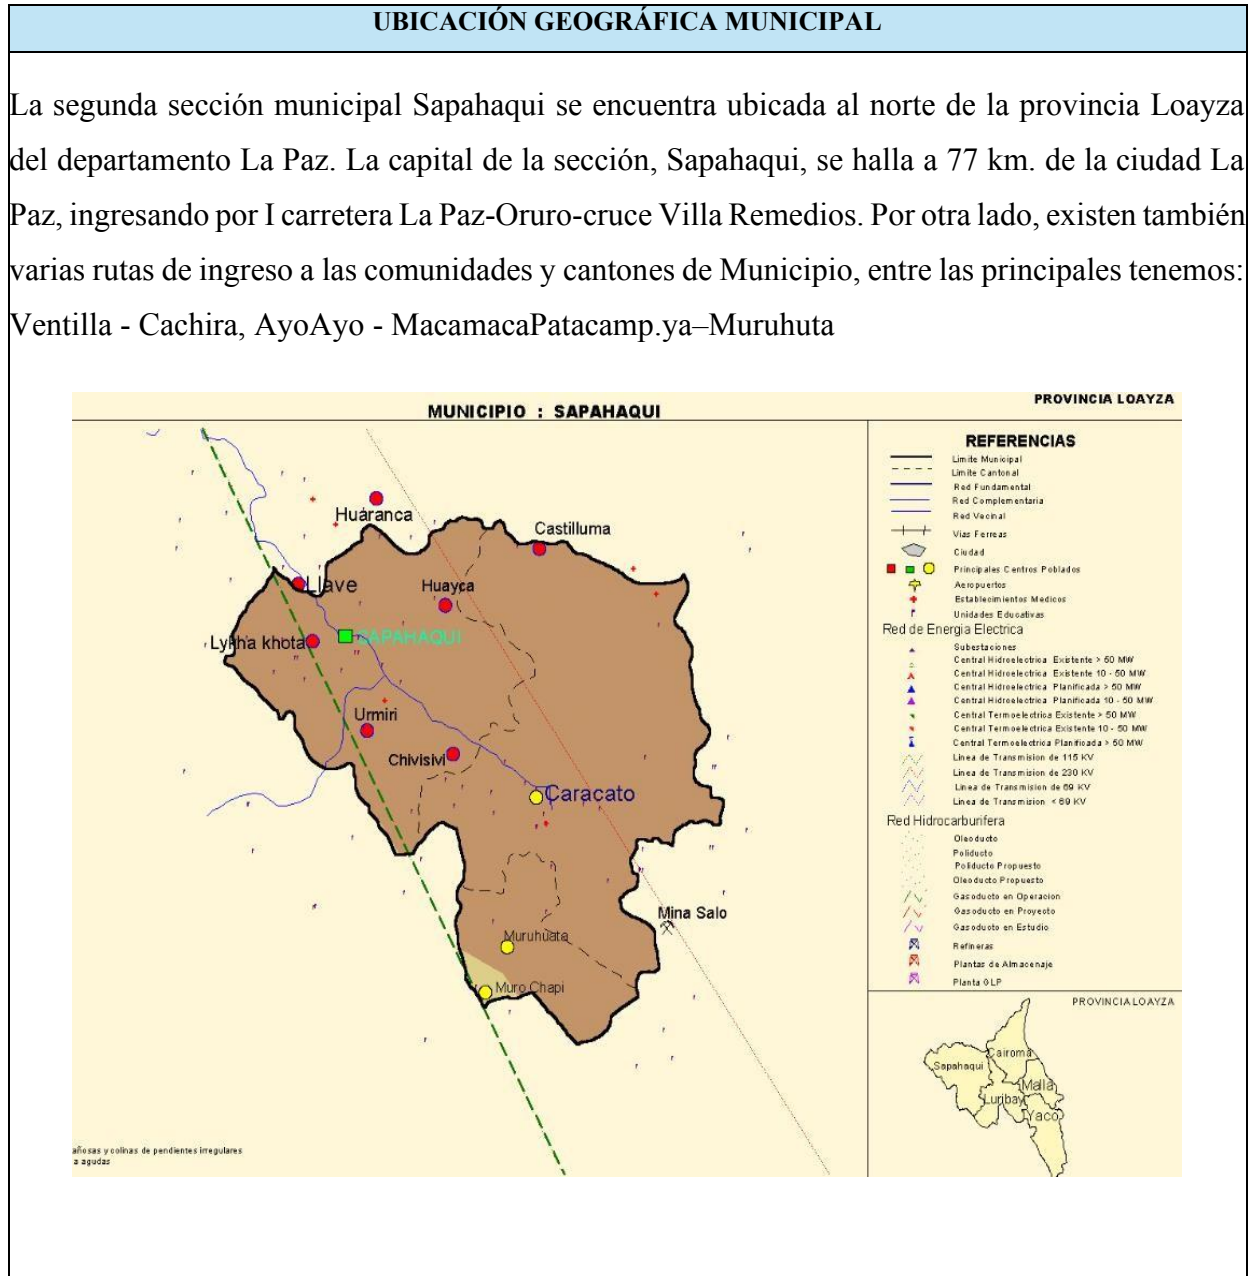 UBICACIÓN GEOGRÁFICA MUNICIPAL
La segunda sección municipal Sapahaqui se encuentra ubicada al norte de la provincia Loayza
del departamento La Paz. La capital de la sección, Sapahaqui, se halla a 77 km. de la ciudad La
Paz, ingresando por I carretera La Paz-Oruro-cruce Villa Remedios. Por otro lado, existen también
varias rutas de ingreso a las comunidades y cantones de Municipio, entre las principales tenemos:
Ventilla - Cachira, AyoAyo - MacamacaPatacamp.ya–Muruhuta
PROVINCIA LOAYZA
MUNICIPIO : SAPAHAQUI
Huaranca
Castilluma
Llave
Huayca
Lykha khota
SAPAHAQUI
Urmiri
Chivisivi
Caracato
Mina Salo
Muruhuata
Muro Chapi
añosas y colinas de pendientes irregulares
a agudas
REFERENCIAS
Limite Municipal
Limite Cantonal
Red Fundamental
Red Complementaria
Red Vecinal
Vias Ferreas
Ciudad
Principales Centros Poblados
Aeropuertos
Establecimientos Medicos
Unidades Educativas
Red de Energia Electrica
Subestaciones
Central Hidroelectrica Existente > 50 MW
Central Hidroelectrica Existente 10 - 50 MW
Central Hidroelectrica Planificada > 50 MW
Central Hidroelectrica Planificada 10 - 50 MW
Central Termoelectrica Existente > 50 MW
Central Termoelectrica Existente 10 - 50 MW
Central Termoelectrica Planificada > 50 MW
Linea de Transmision de 115 KV
Linea de Transmision de 230 KV
Linea de Transmision de 69 KV
Linea de Transmision < 69 KV
Red Hidrocarburifera
Oleoducto
Poliducto
Poliducto Propuesto
Oleoducto Propuesto
Gasoducto en Operacion
Gasoducto en Proyecto
Gasoducto en Estudio
Refineras
Plantas de Almacenaje
Planta GLP
PROVINCIA LOAYZA
Cairoma
Sapahaqui
Malla
Luribay
Yaco